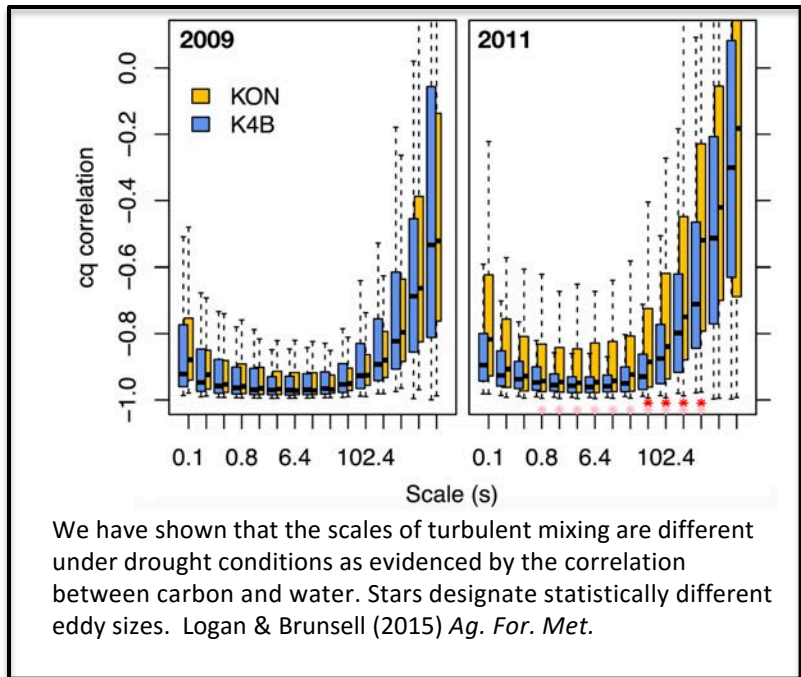 2009
2011
KON
K4B
cq correlation
0.0
−0.2
−0.4
−0.6
−0.8
−1.0
0.1 0.8 6.4 102.4
0.1 0.8 6.4 102.4
Scale (s)
We have shown that the scales of turbulent mixing are different
under drought conditions as evidenced by the correlation
between carbon and water. Stars designate statistically different
eddy sizes. Logan & Brunsell (2015) Ag. For. Met.